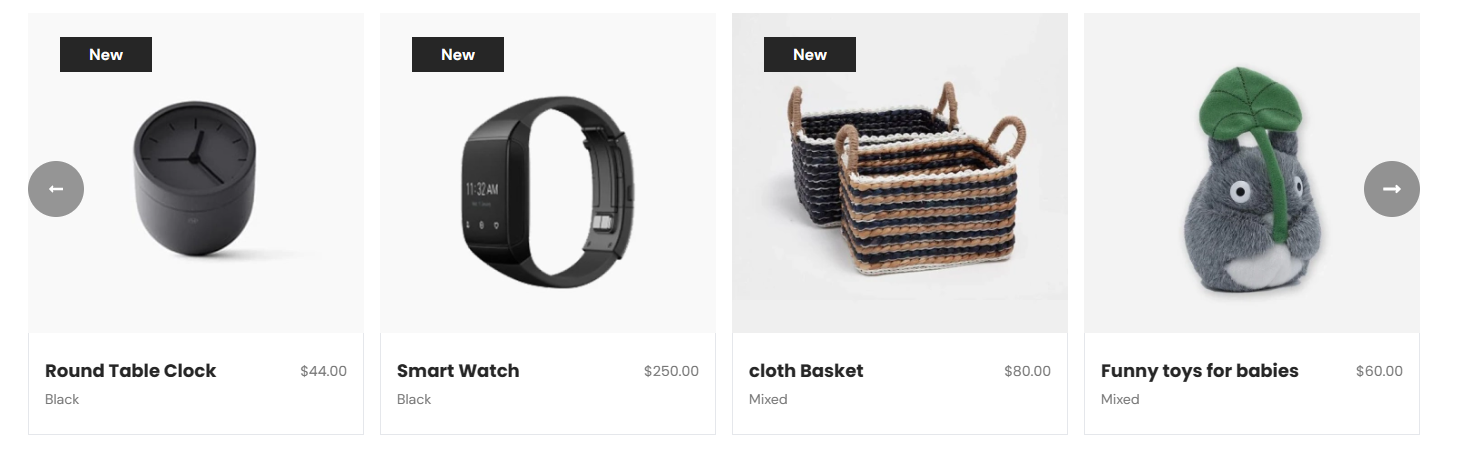 New
New
New
11:32 AM
Round Table Clock
$44.00
Black
Smart Watch
$250.00
Black
cloth Basket
$80.00
Mixed
Funny toys for babies
$60.00
Mixed